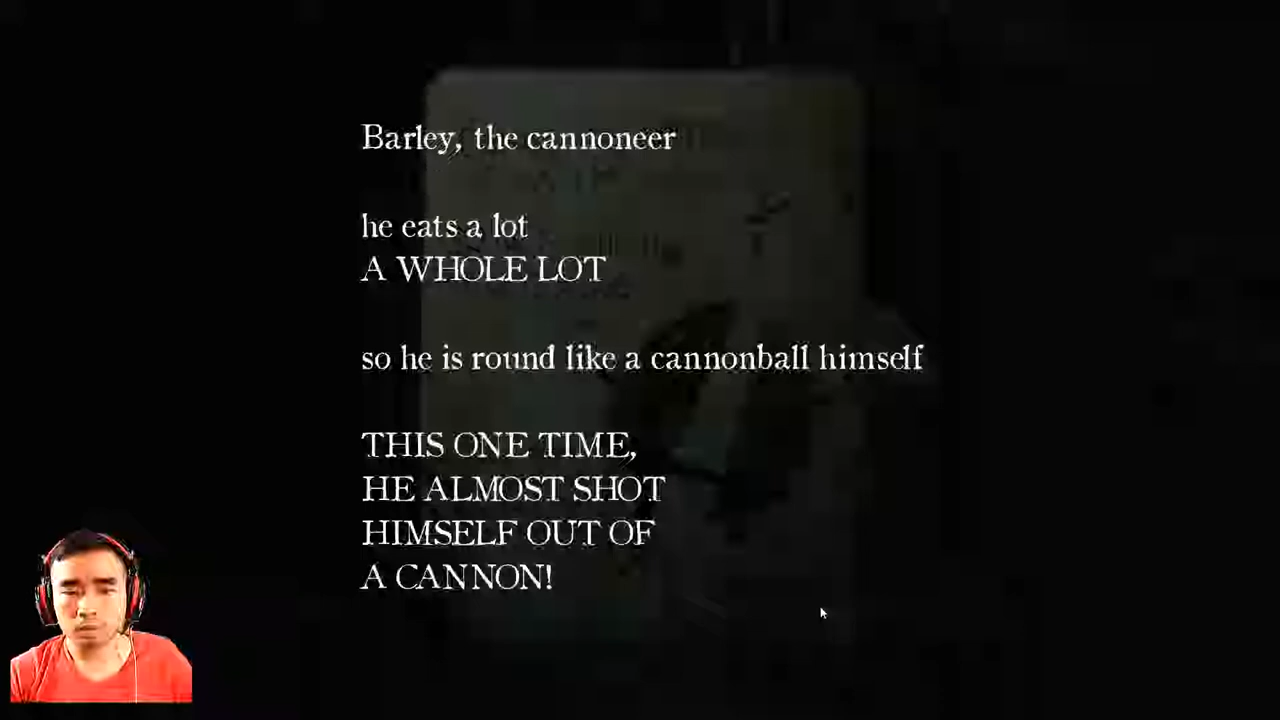 Barley, the cannoneer
he eats a lot
A WHOLE LOT
so he is round like a cannonball himself
THIS ONE TIME,
HE ALMOST SHOT
HIMSELF OUT OF
A CANNON!